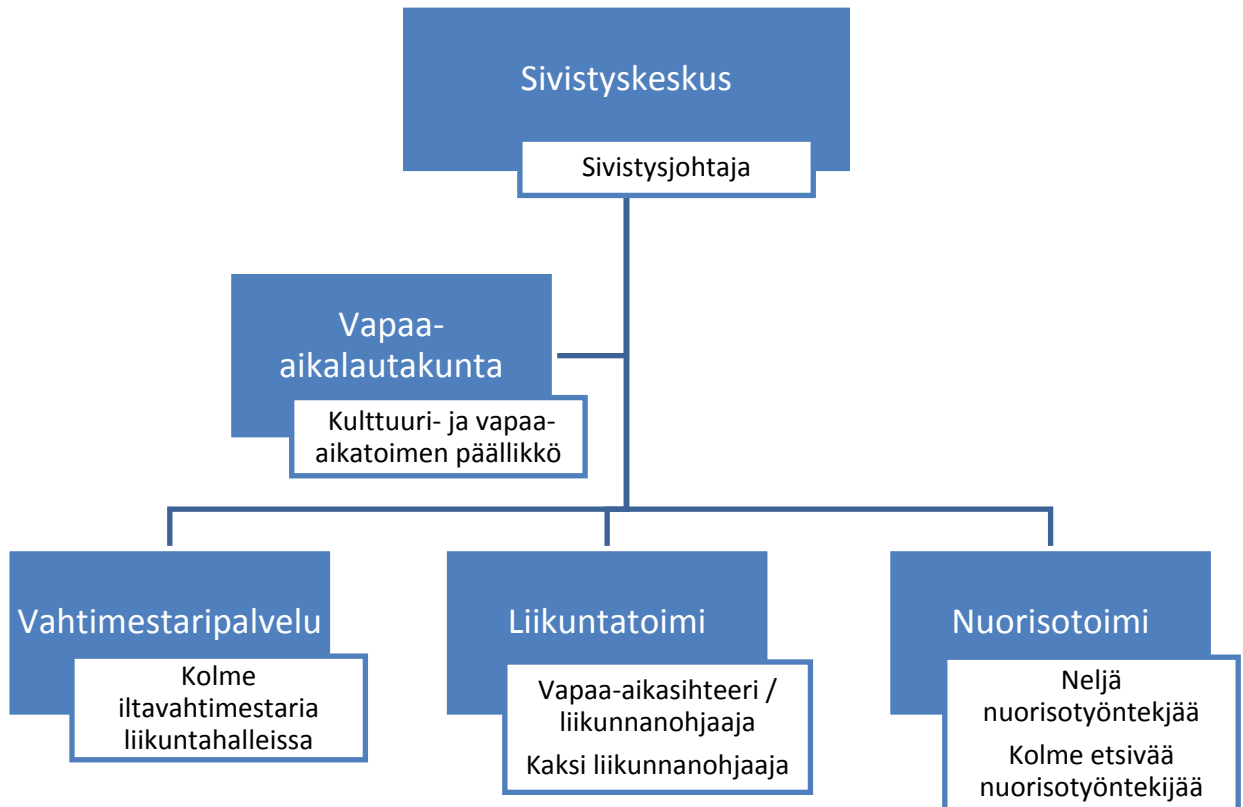 Sivistyskeskus
Sivistysjohtaja
Vapaa-
aikalautakunta
Kulttuuri- ja vapaa-
aikatoimen päällikkö
Vahtimestaripalvelu
Kolme
iltavahtimestaria
liikuntahalleissa
Liikuntatoimi
Vapaa-aikasihteeri /
liikunnanohjaaja
Kaksi liikunnanohjaaja
Nuorisotoimi
Neljä
nuorisotyöntekjää
Kolme etsivää
nuorisotyöntekijää